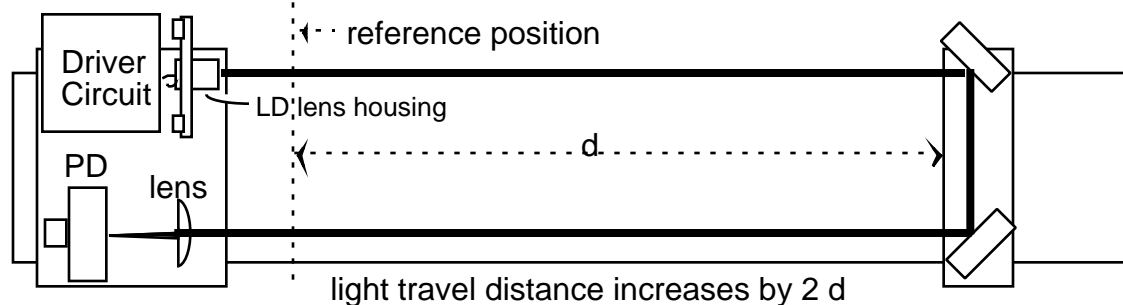 reference position
Driver
Circuit
LD lens housing
d
PD
lens
light travel distance increases by 2 d